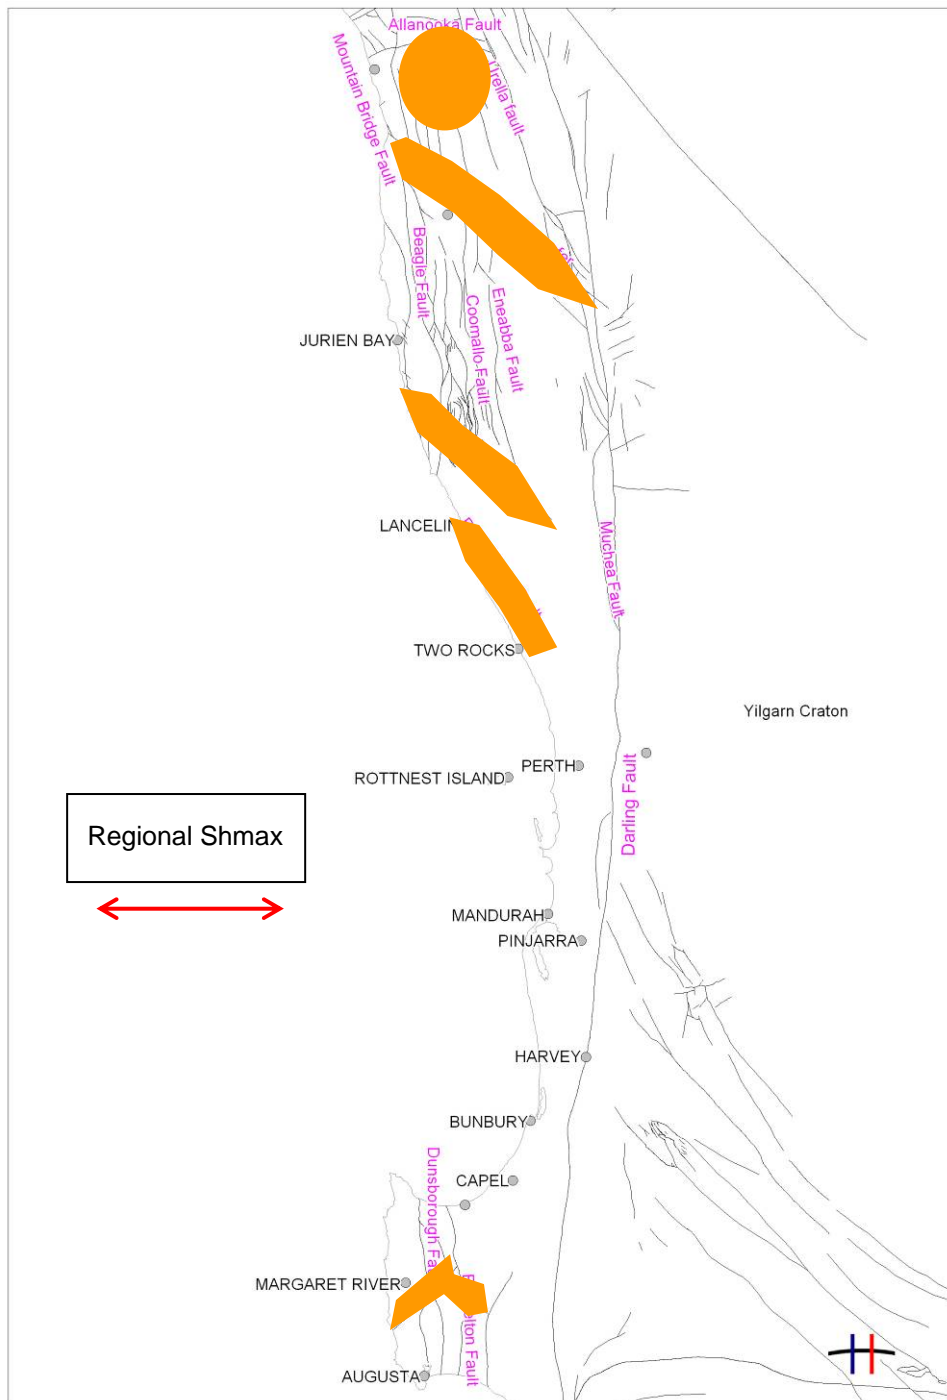 Allanooka Fault
Mountain Bridge Fault
Urella fault
Beagle Fault
Eneabba Fault
Coomallo Fault
JURIEN BAY
LANCELIN
Muchea Fault
TWO ROCKS
Yilgarn Craton
PERTH
ROTTNEST ISLAND
Darling Fault
Regional Shmax
MANDURAH
PINJARRA
HARVEY
BUNBURY
Dunsborough Fa
CAPEL
MARGARET RIVER
elton Fault
AUGUSTA